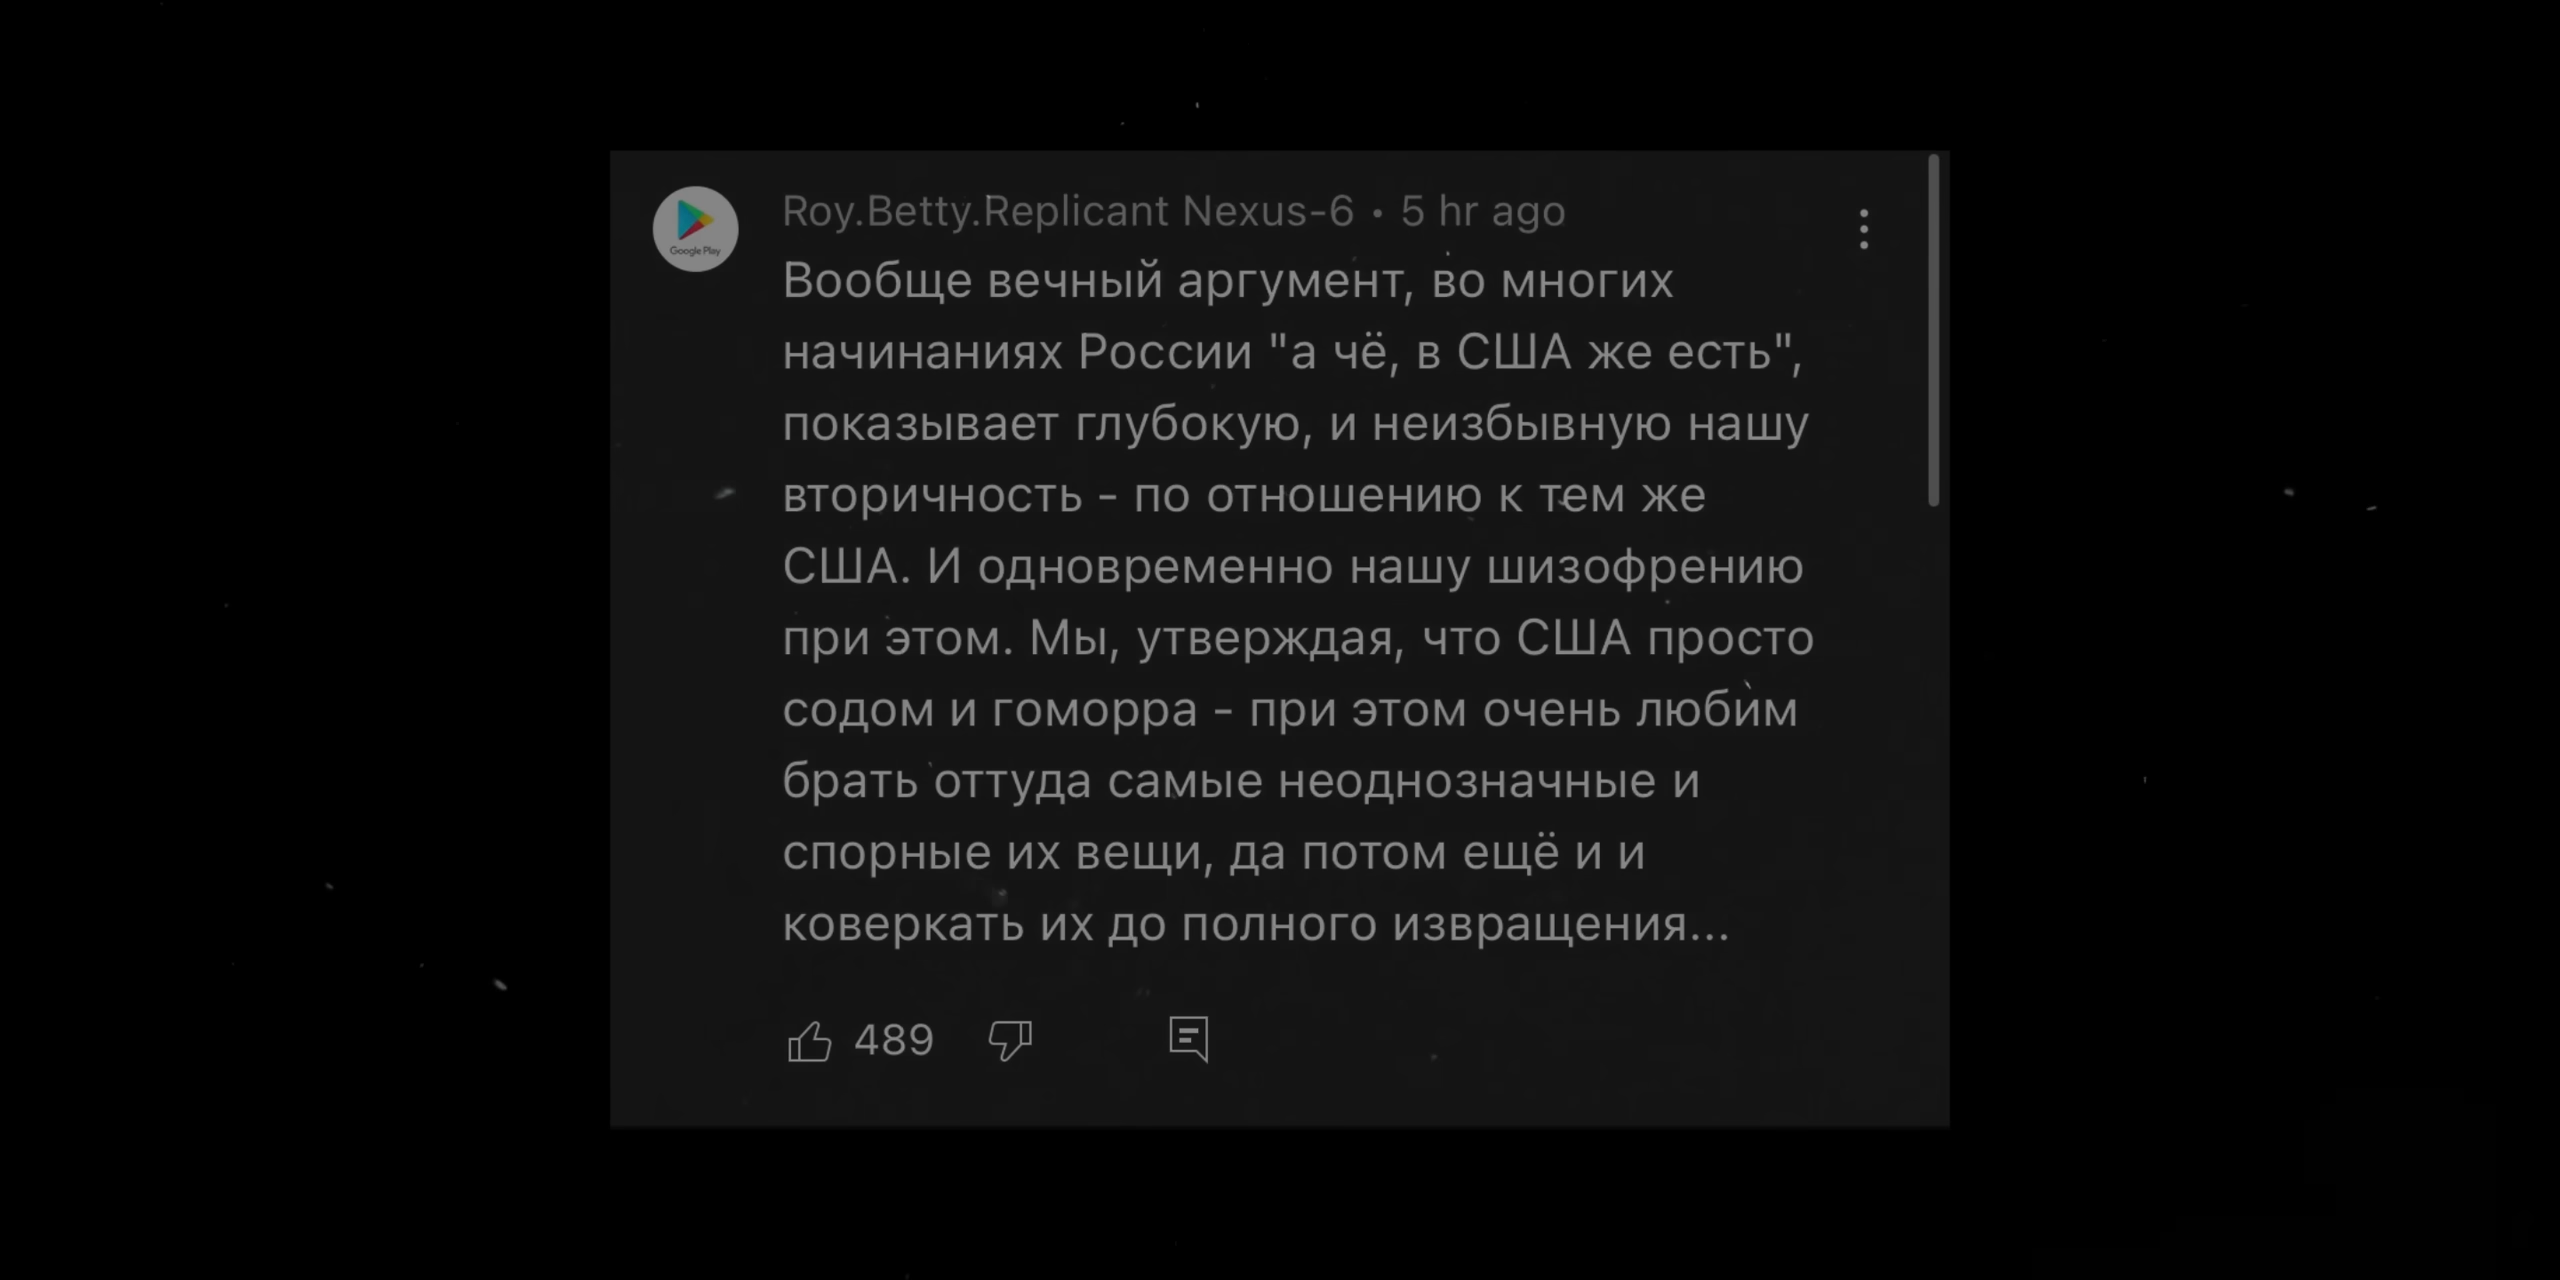 Roy.Betty.Replicant Nexus-6 • 5 hr ago
Google Play
Вообще вечный аргумент, во многих
начинаниях России "а чё, в США же есть",
показывает глубокую, и неизбывную нашу
вторичность - по отношению к тем же
США. И одновременно нашу шизофрению
при этом. Мы, утверждая, что США просто
содом и гоморра - при этом очень любим
брать оттуда самые неоднозначные и
спорные их вещи, да потом ещё и и
коверкать их до полного извращения...
489